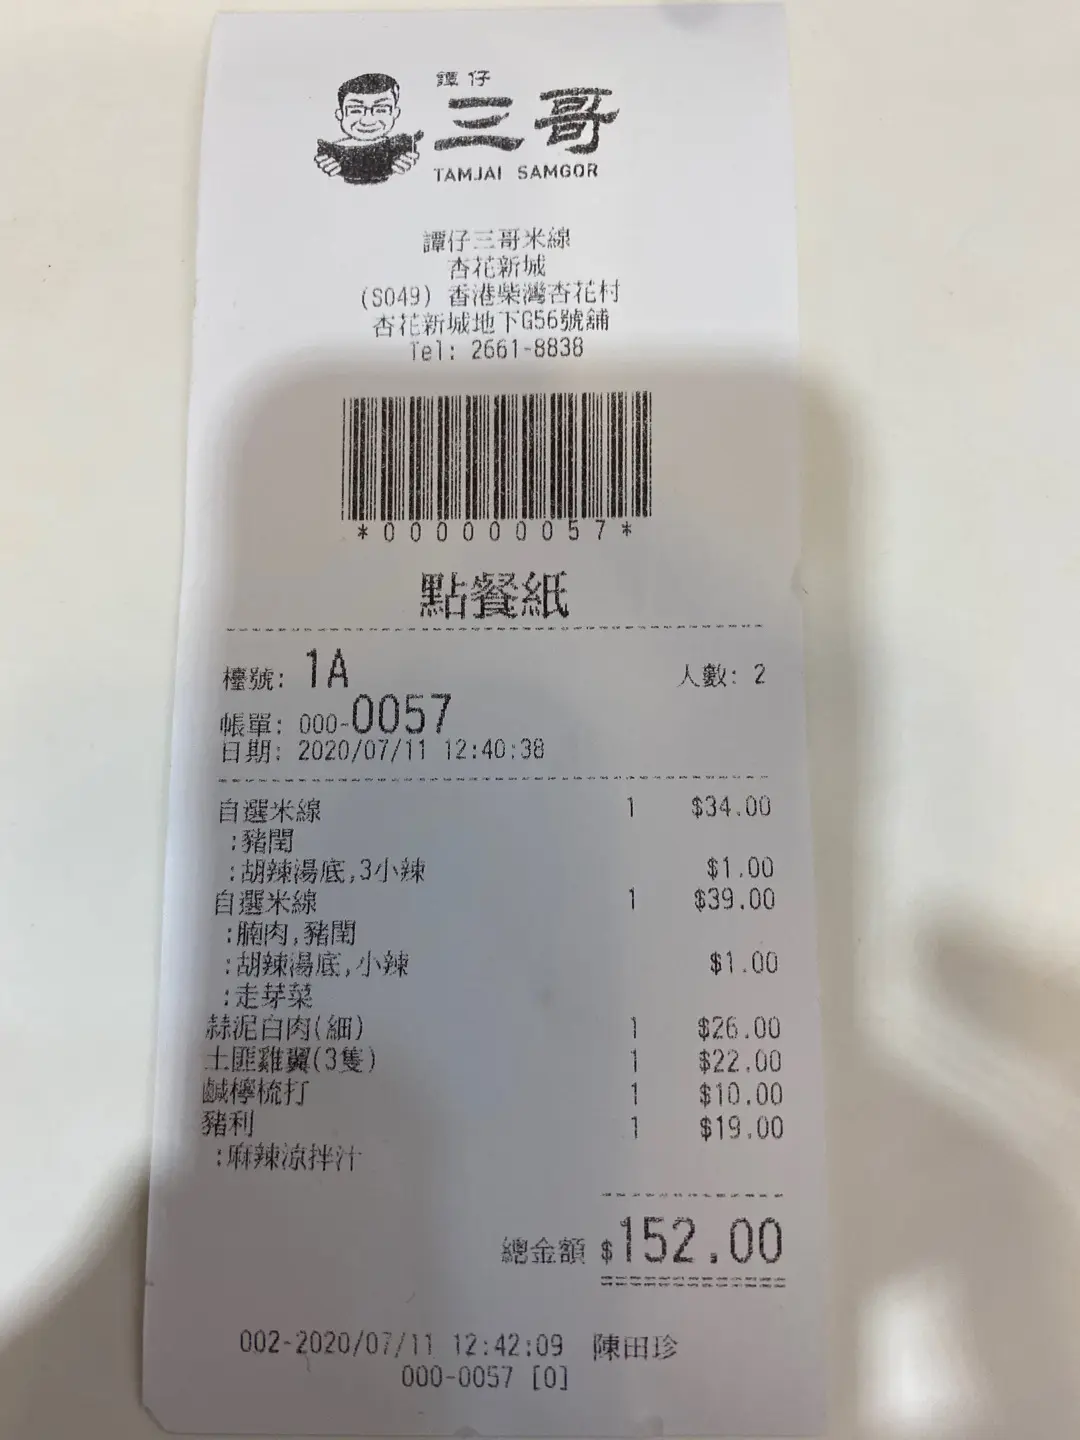 譚仔
三哥
TAMJAI SAMGOR
譚仔三哥米線
杏花新城
(S049) 香港柴灣杏花村
杏花新城地下G56號舖
Tel: 2661-8838
*000000057*
點餐紙
檯號: 1A 人數: 2
帳單: 000-0057
日期: 2020/07/11 12:40:38
自選米線 1 $34.00
:豬閏
:胡辣湯底,3小辣 $1.00
自選米線 1 $39.00
:腩肉,豬閏
:胡辣湯底,小辣 $1.00
:走芽菜
蒜泥白肉(細) 1 $26.00
土匪雞翼(3隻) 1 $22.00
鹹檸梳打 1 $10.00
豬利 1 $19.00
:麻辣涼拌汁
總金額 $152.00
002-2020/07/11 12:42:09 陳田珍
000-0057 [0]